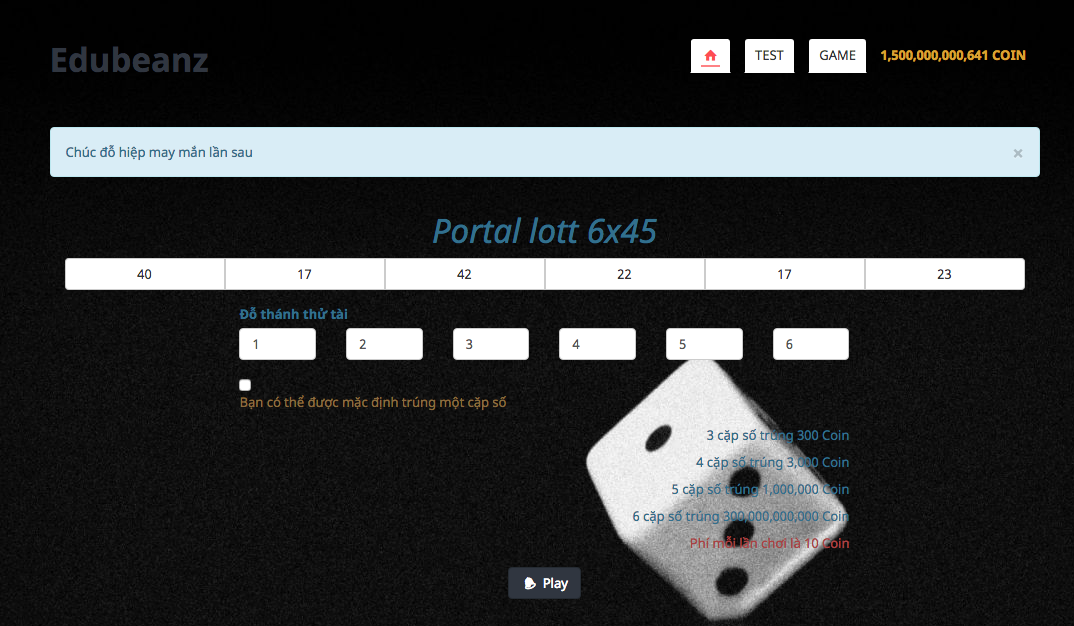 Edubeanz
TEST GAME 1,500,000,000,641 COIN
Chúc đỗ hiệp may mắn lần sau ×
Portal lott 6x45
40 17 42 22 17 23
Đỗ thánh thử tài
1 2 3 4 5 6
Bạn có thể được mặc định trúng một cặp số
3 cặp số trúng 300 Coin
4 cặp số trúng 3,000 Coin
5 cặp số trúng 1,000,000 Coin
6 cặp số trúng 300,000,000,000 Coin
Phí mỗi lần chơi là 10 Coin
Play